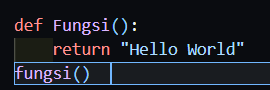 def Fungsi():
    return "Hello World"
fungsi()